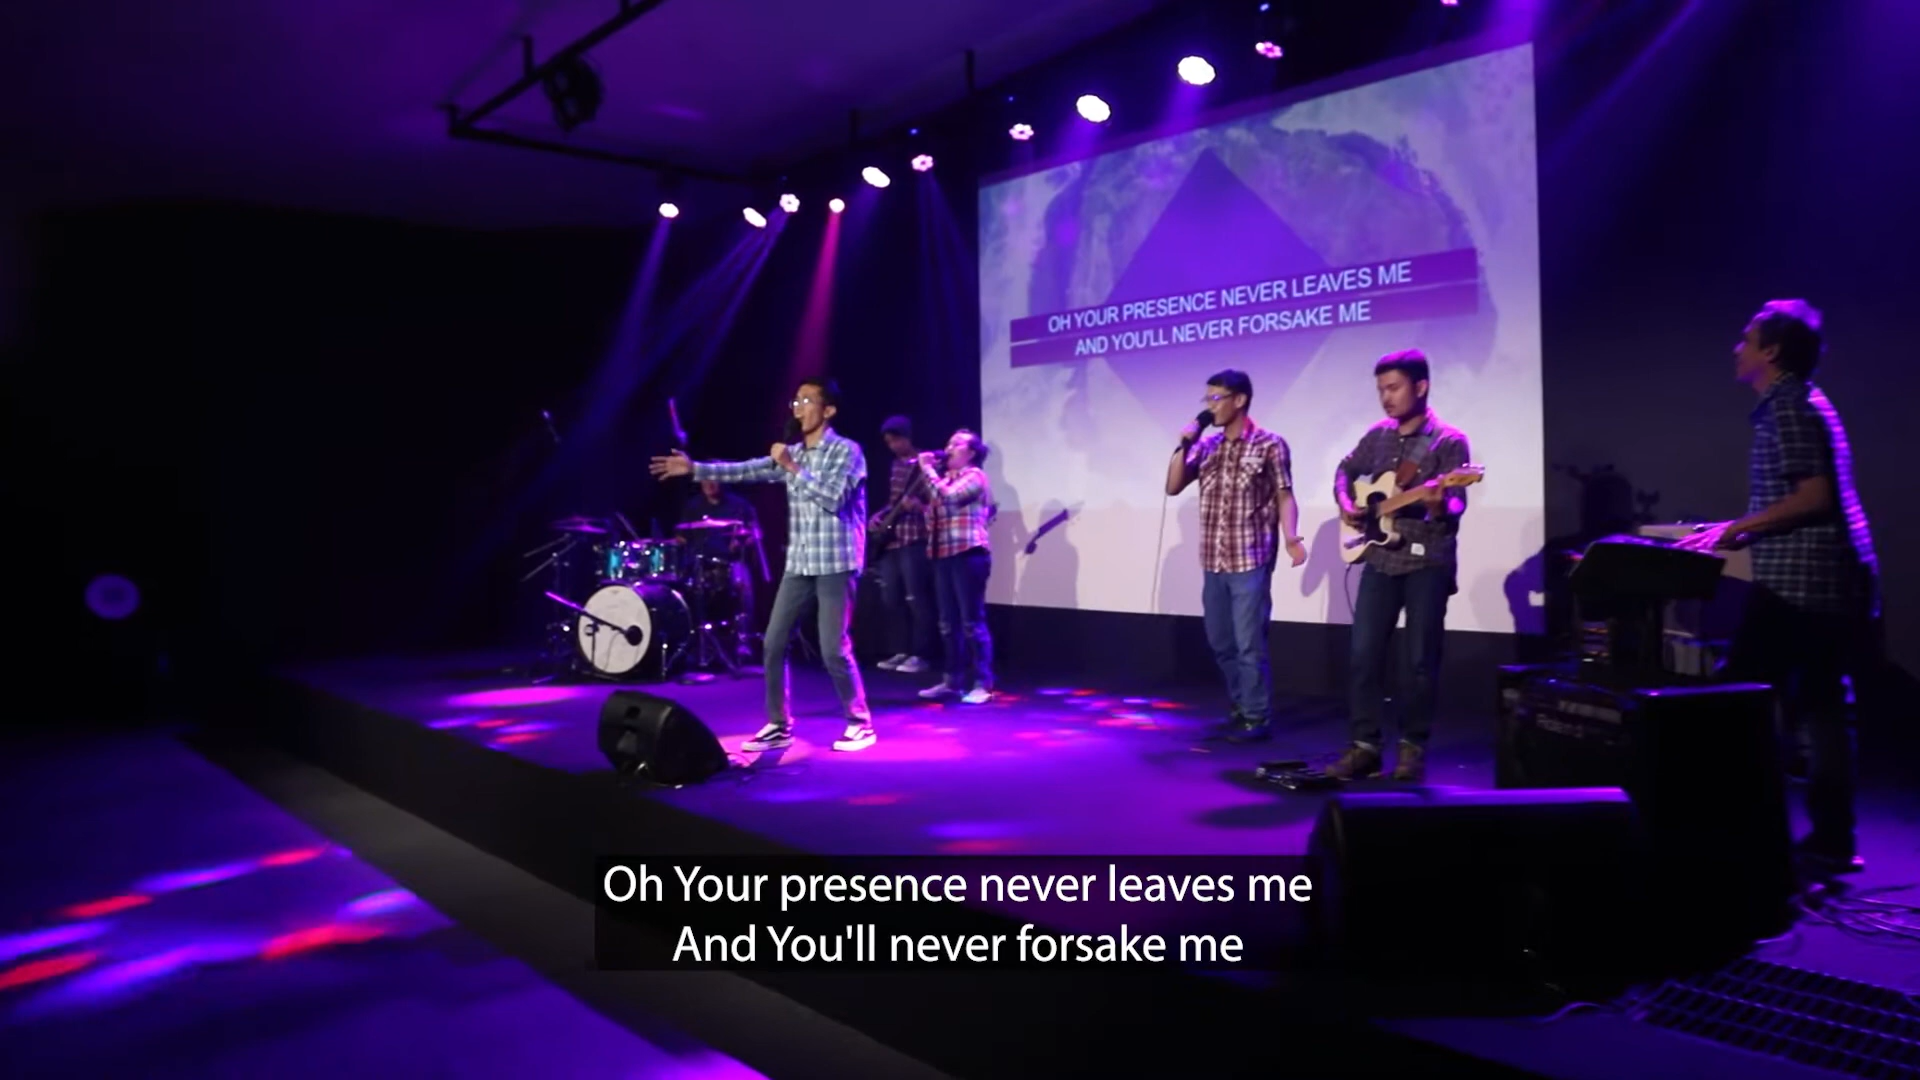 OH YOUR PRESENCE NEVER LEAVES ME
AND YOU'LL NEVER FORSAKE ME
Oh Your presence never leaves me
And You'll never forsake me